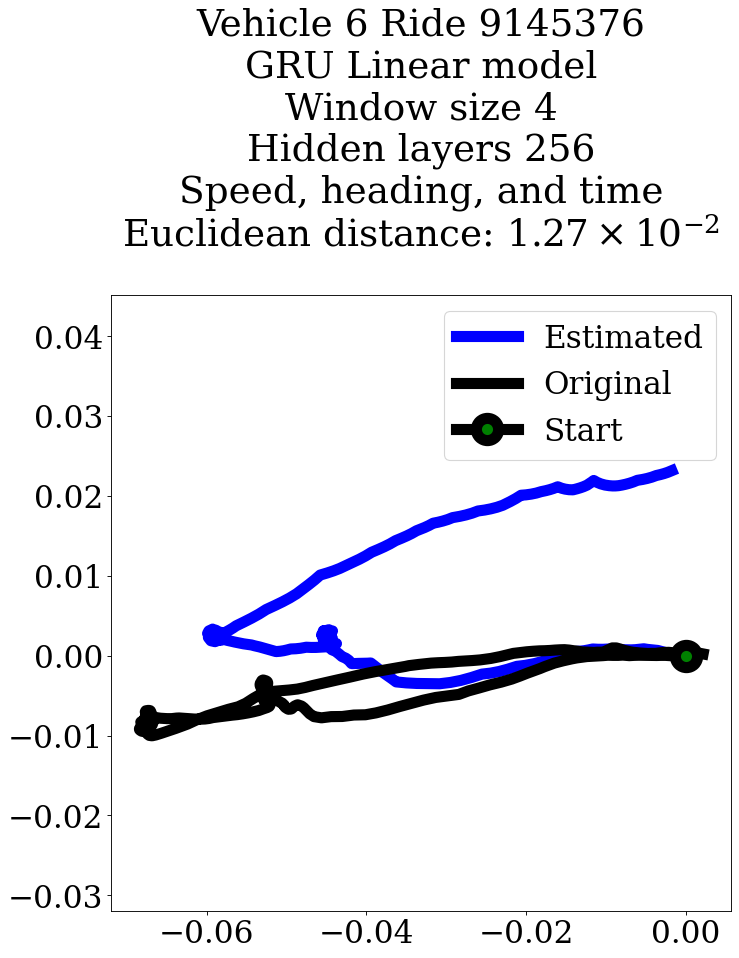 Vehicle 6 Ride 9145376
GRU Linear model
Window size 4
Hidden layers 256
Speed, heading, and time
Euclidean distance: 1.27 × 10⁻²
Estimated
Original
Start
0.04
0.03
0.02
0.01
0.00
−0.01
−0.02
−0.03
−0.06
−0.04
−0.02
0.00